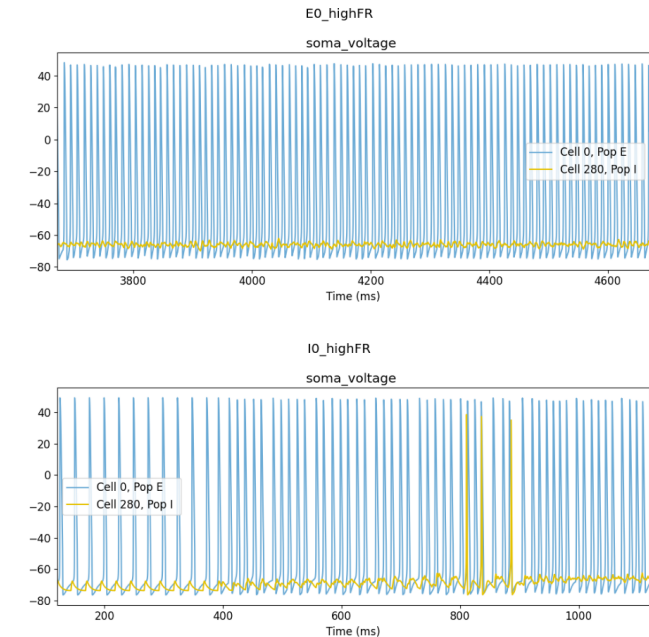 E0_highFR
soma_voltage
40
20
0
−20
−40
−60
−80
Cell 0, Pop E
Cell 280, Pop I
3800 4000 4200 4400 4600
Time (ms)
I0_highFR
soma_voltage
40
20
0
−20
−40
−60
−80
Cell 0, Pop E
Cell 280, Pop I
200 400 600 800 1000
Time (ms)